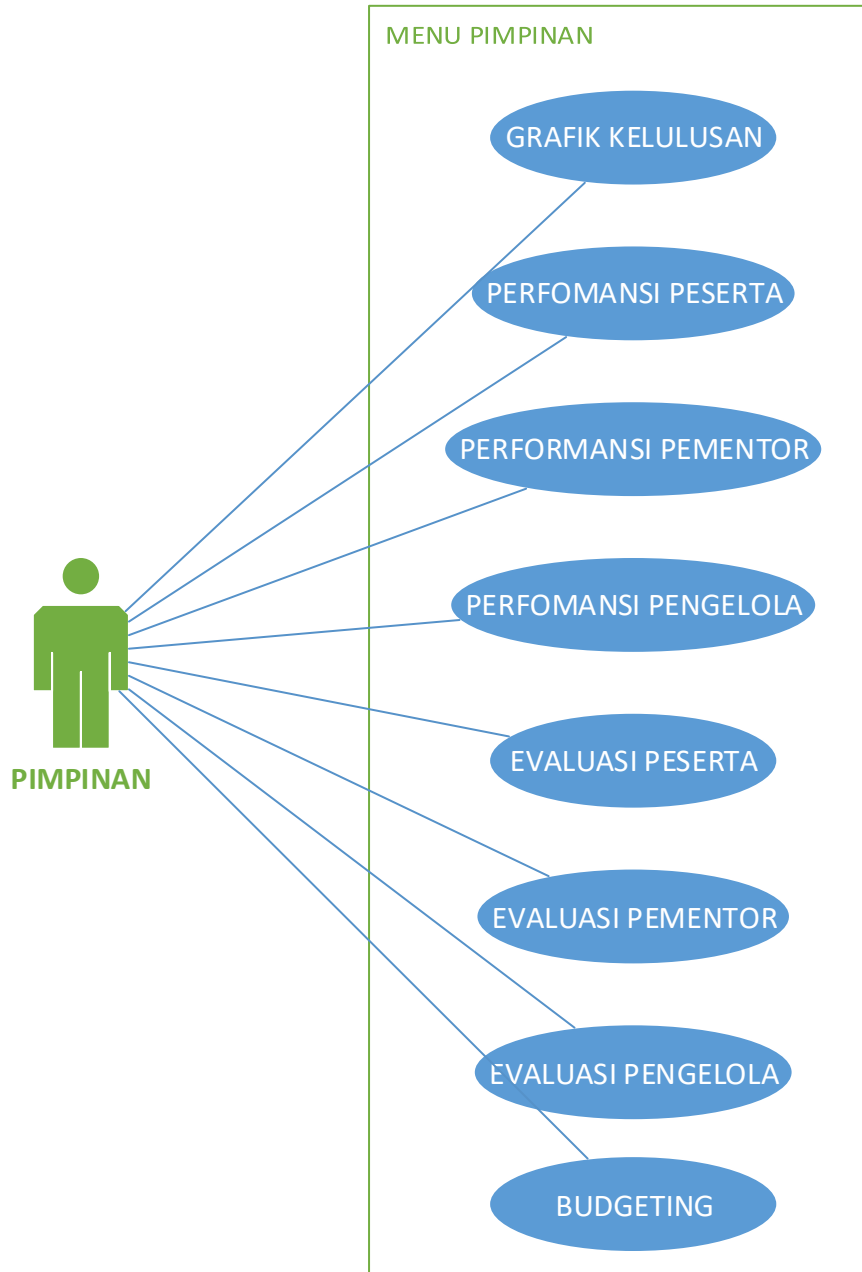 MENU PIMPINAN
GRAFIK KELULUSAN
PERFOMANSI PESERTA
PERFORMANSI PEMENTOR
PERFOMANSI PENGELOLA
EVALUASI PESERTA
PIMPINAN
EVALUASI PEMENTOR
EVALUASI PENGELOLA
BUDGETING